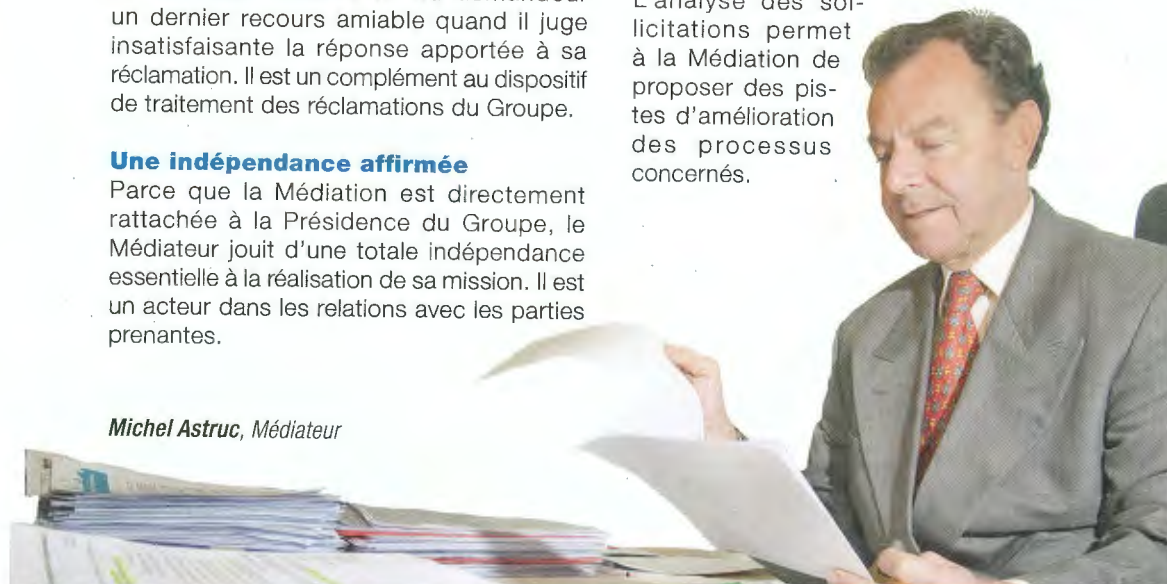 un dernier recours amiable quand il juge
insatisfaisante la réponse apportée à sa
réclamation. Il est un complément au dispositif
de traitement des réclamations du Groupe.
Une indépendance affirmée
Parce que la Médiation est directement
rattachée à la Présidence du Groupe, le
Médiateur jouit d'une totale indépendance
essentielle à la réalisation de sa mission. Il est
un acteur dans les relations avec les parties
prenantes.
Michel Astruc, Médiateur
L'analyse des sol-
licitations permet
à la Médiation de
proposer des pis-
tes d'amélioration
des processus
concernés.